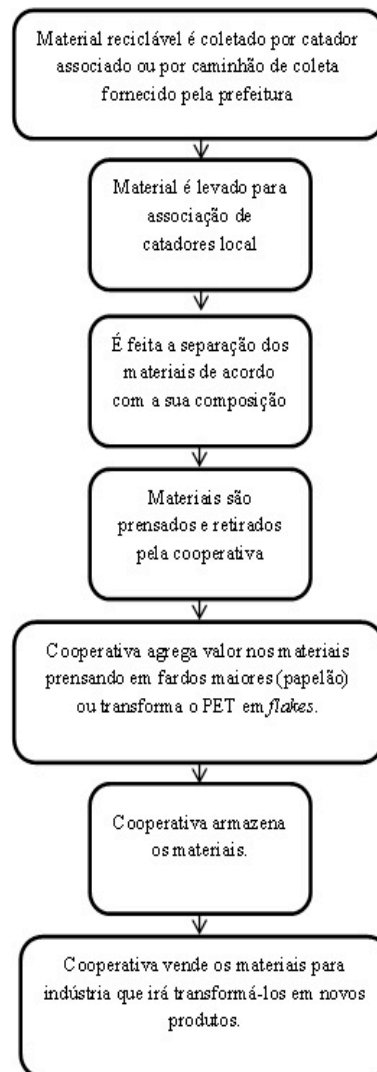 Material reciclável é coletado por catador
associado ou por caminhão de coleta
fornecido pela prefeitura
Material é levado para
associação de
catadores local
É feita a separação dos
materiais de acordo
com a sua composição
Materiais são
prensados e retirados
pela cooperativa
Cooperativa agrega valor nos materiais
prensando em fardos maiores (papelão)
ou transforma o PET em flakes.
Cooperativa armazena
os materiais.
Cooperativa vende os materiais para
indústria que irá transformá-los em novos
produtos.